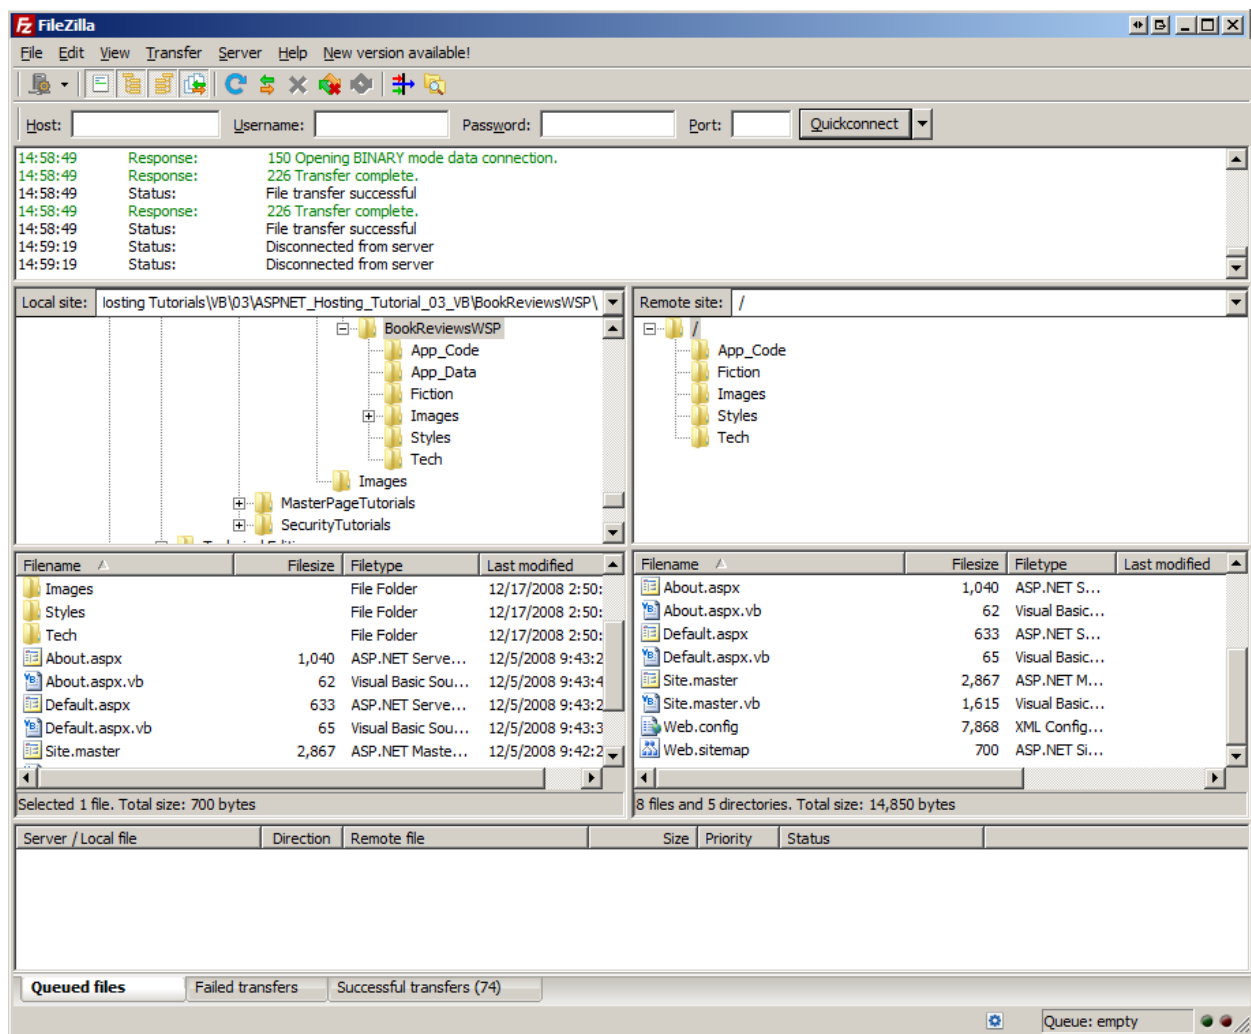 FileZilla
File Edit View Transfer Server Help New version available!
Host: Username: Password: Port: Quickconnect
14:58:49 Response: 150 Opening BINARY mode data connection.
14:58:49 Response: 226 Transfer complete.
14:58:49 Status: File transfer successful
14:58:49 Response: 226 Transfer complete.
14:58:49 Status: File transfer successful
14:59:19 Status: Disconnected from server
14:59:19 Status: Disconnected from server
Local site: losting Tutorials\VB\03\ASPNET_Hosting_Tutorial_03_VB\BookReviewsWSP\
BookReviewsWSP
App_Code
App_Data
Fiction
Images
Styles
Tech
Images
MasterPageTutorials
SecurityTutorials
Remote site: /
/
App_Code
Fiction
Images
Styles
Tech
Filename Filesize Filetype Last modified
Images File Folder 12/17/2008 2:50:
Styles File Folder 12/17/2008 2:50:
Tech File Folder 12/17/2008 2:50:
About.aspx 1,040 ASP.NET Serve... 12/5/2008 9:43:2
About.aspx.vb 62 Visual Basic Sou... 12/5/2008 9:43:4
Default.aspx 633 ASP.NET Serve... 12/5/2008 9:43:2
Default.aspx.vb 65 Visual Basic Sou... 12/5/2008 9:43:3
Site.master 2,867 ASP.NET Maste... 12/5/2008 9:42:2
Selected 1 file. Total size: 700 bytes
Filename Filesize Filetype Last modified
About.aspx 1,040 ASP.NET S...
About.aspx.vb 62 Visual Basic...
Default.aspx 633 ASP.NET S...
Default.aspx.vb 65 Visual Basic...
Site.master 2,867 ASP.NET M...
Site.master.vb 1,615 Visual Basic...
Web.config 7,868 XML Config...
Web.sitemap 700 ASP.NET Si...
8 files and 5 directories. Total size: 14,850 bytes
Server / Local file Direction Remote file Size Priority Status
Queued files Failed transfers Successful transfers (74)
Queue: empty